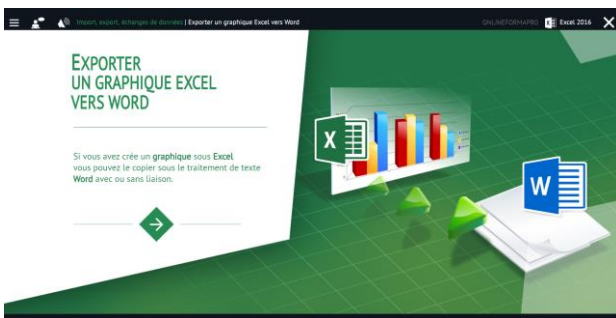 Import, export, échanges de données | Exporter un graphique Excel vers Word
ONLINEFORMAPRO
Excel 2016
EXPORTER
UN GRAPHIQUE EXCEL
VERS WORD
Si vous avez crée un graphique sous Excel
vous pouvez le copier sous le traitement de texte
Word avec ou sans liaison.
X
W